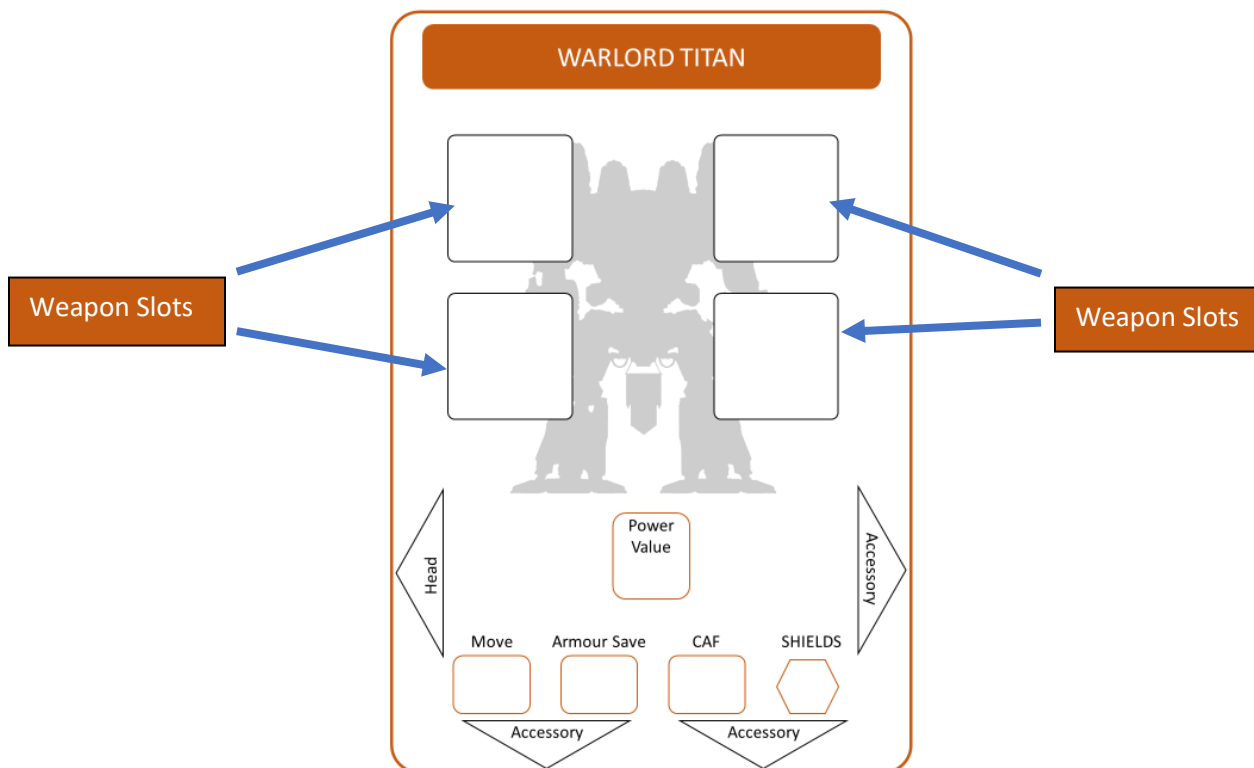 WARLORD TITAN
Weapon Slots
Weapon Slots
Power
Value
Head
Accessory
Move
Armour Save
CAF
SHIELDS
Accessory
Accessory